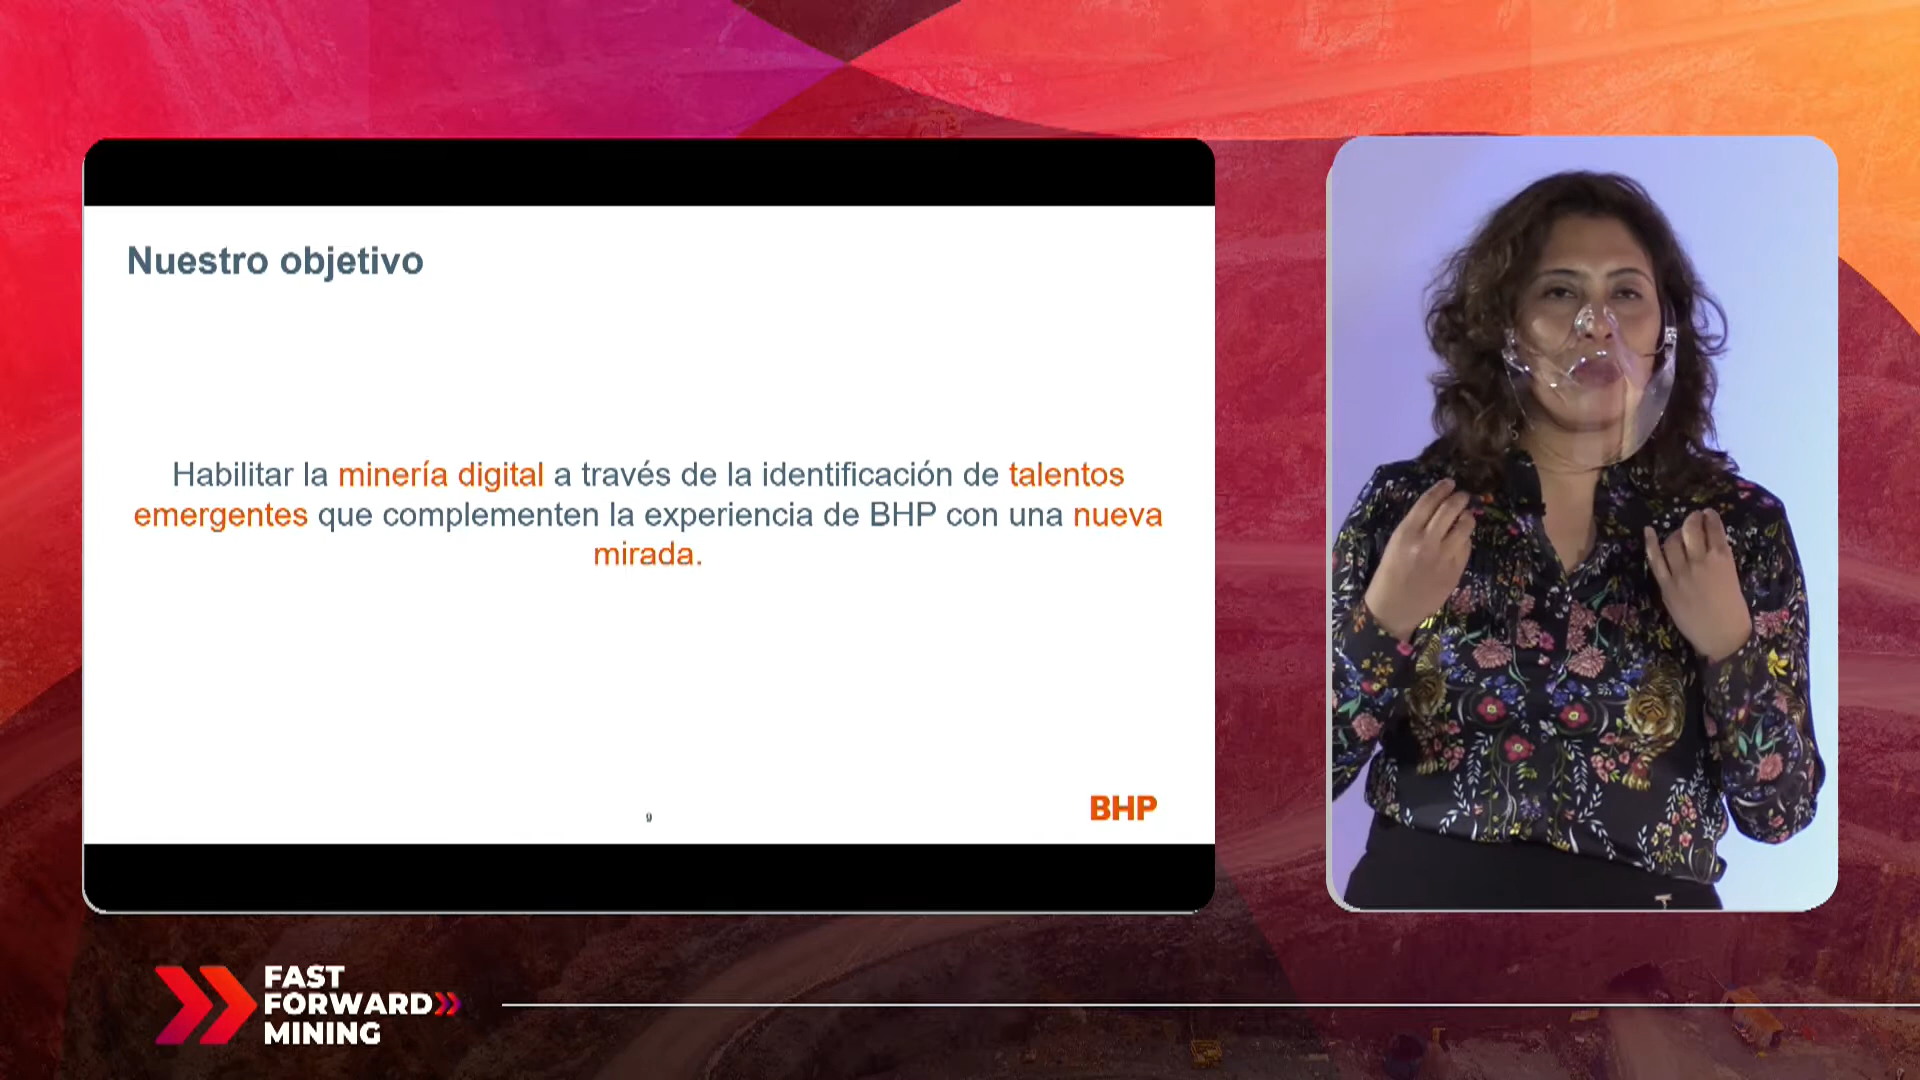 Nuestro objetivo
Habilitar la minería digital a través de la identificación de talentos
emergentes que complementen la experiencia de BHP con una nueva
mirada.
9
BHP
FAST
FORWARD
MINING